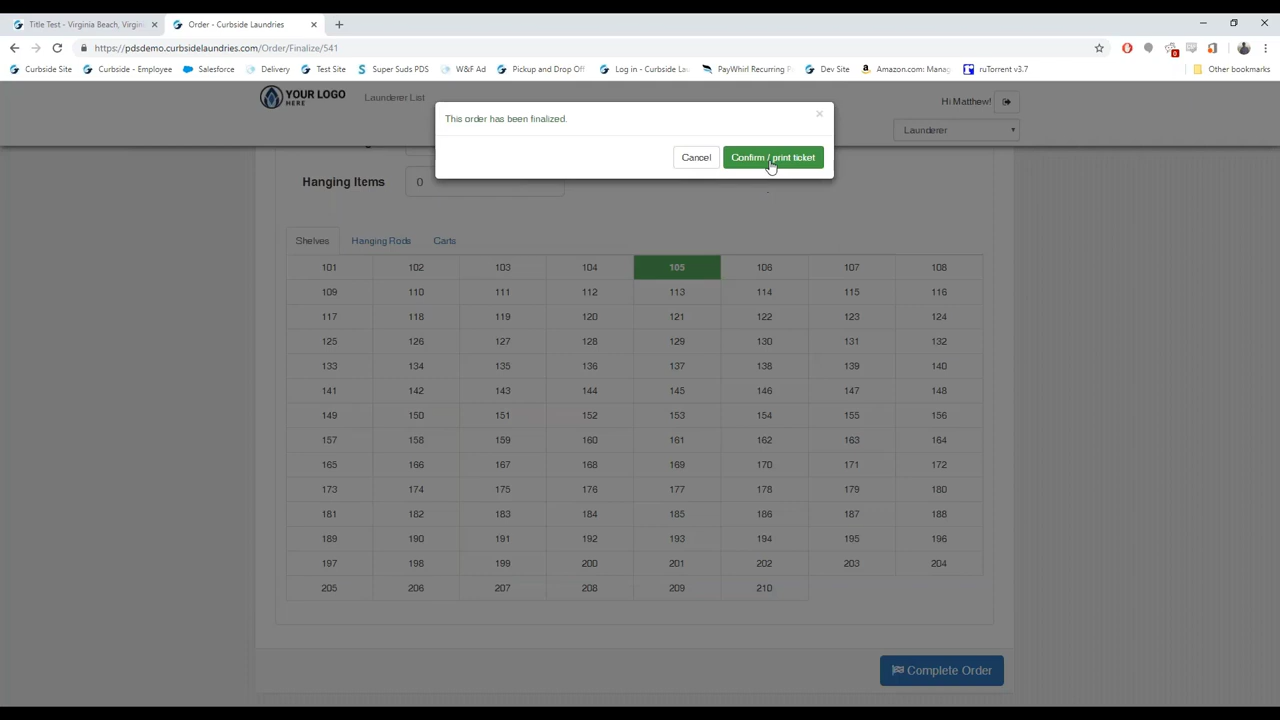 Title Test - Virginia Beach, Virgini
Order - Curbside Laundries
https://pdsdemo.curbsidelaundries.com/Order/Finalize/541
Curbside Site Curbside - Employee Salesforce Delivery Test Site Super Suds PDS W&F Ad Pickup and Drop Off Log in - Curbside La PayWhirl Recurring P Dev Site Amazon.com: Mana ruTorrent v3.7 Other bookmarks
YOUR LOGO
HERE
Launderer List
Hi Matthew!
Launderer
This order has been finalized.
×
Cancel Confirm / print ticket
Hanging Items 0
Shelves Hanging Rods Carts
101 102 103 104 105 106 107 108
109 110 111 112 113 114 115 116
117 118 119 120 121 122 123 124
125 126 127 128 129 130 131 132
133 134 135 136 137 138 139 140
141 142 143 144 145 146 147 148
149 150 151 152 153 154 155 156
157 158 159 160 161 162 163 164
165 166 167 168 169 170 171 172
173 174 175 176 177 178 179 180
181 182 183 184 185 186 187 188
189 190 191 192 193 194 195 196
197 198 199 200 201 202 203 204
205 206 207 208 209 210
Complete Order